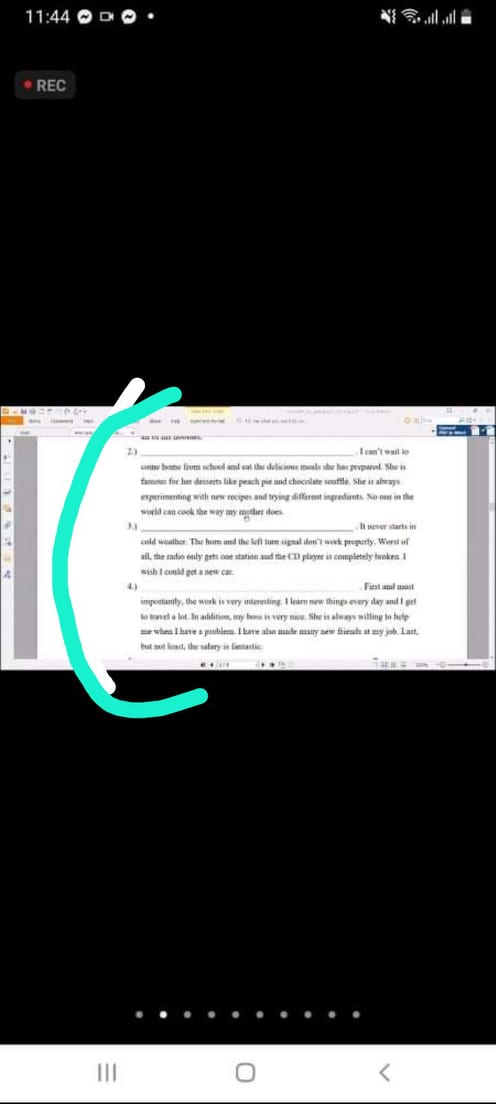 11:44
REC
all of his hobbies.
2.) ______________________. I can't wait to
come home from school and eat the delicious meals she has prepared. She is
famous for her desserts like peach pie and chocolate souffle. She is always
experimenting with new recipes and trying different ingredients. No one in the
world can cook the way my mother does.
3.) ______________________. It never starts in
cold weather. The horn and the left turn signal don't work properly. Worst of
all, the radio only gets one station and the CD player is completely broken. I
wish I could get a new car.
4.) ______________________. First and most
importantly, the work is very interesting. I learn new things every day and I get
to travel a lot. In addition, my boss is very nice. She is always willing to help
me when I have a problem. I have also made many new friends at my job. Last,
but not least, the salary is fantastic.